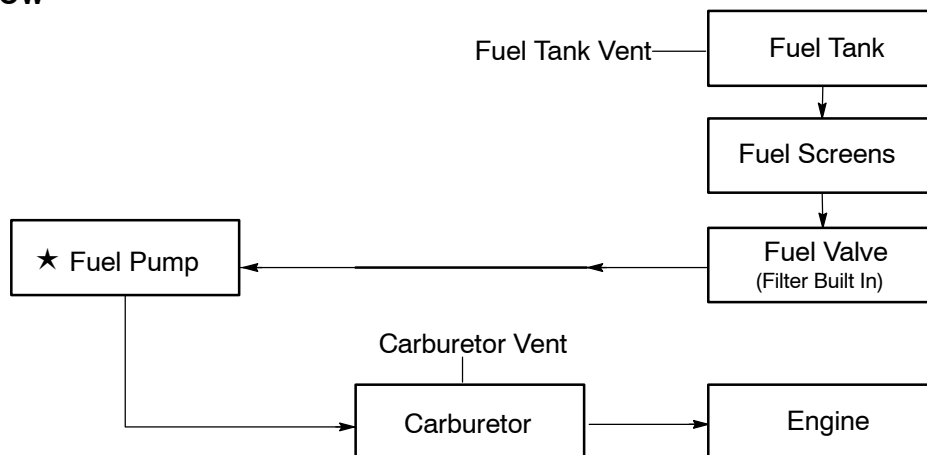 Fuel Tank Vent
Fuel Tank
Fuel Screens
★ Fuel Pump
Fuel Valve
(Filter Built In)
Carburetor Vent
Carburetor
Engine